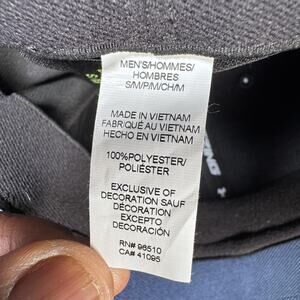 MEN'S/HOMMES/
HOMBRES
S/M/P/M/CH/M
MADE IN VIETNAM
FABRIQUÉ AU VIETNAM
HECHO EN VIETNAM
100%POLYESTER/
POLIÉSTER
EXCLUSIVE OF
DECORATION SAUF
DÉCORATION
EXCEPTO
DECORACIÓN
RN# 96510
CA# 41095